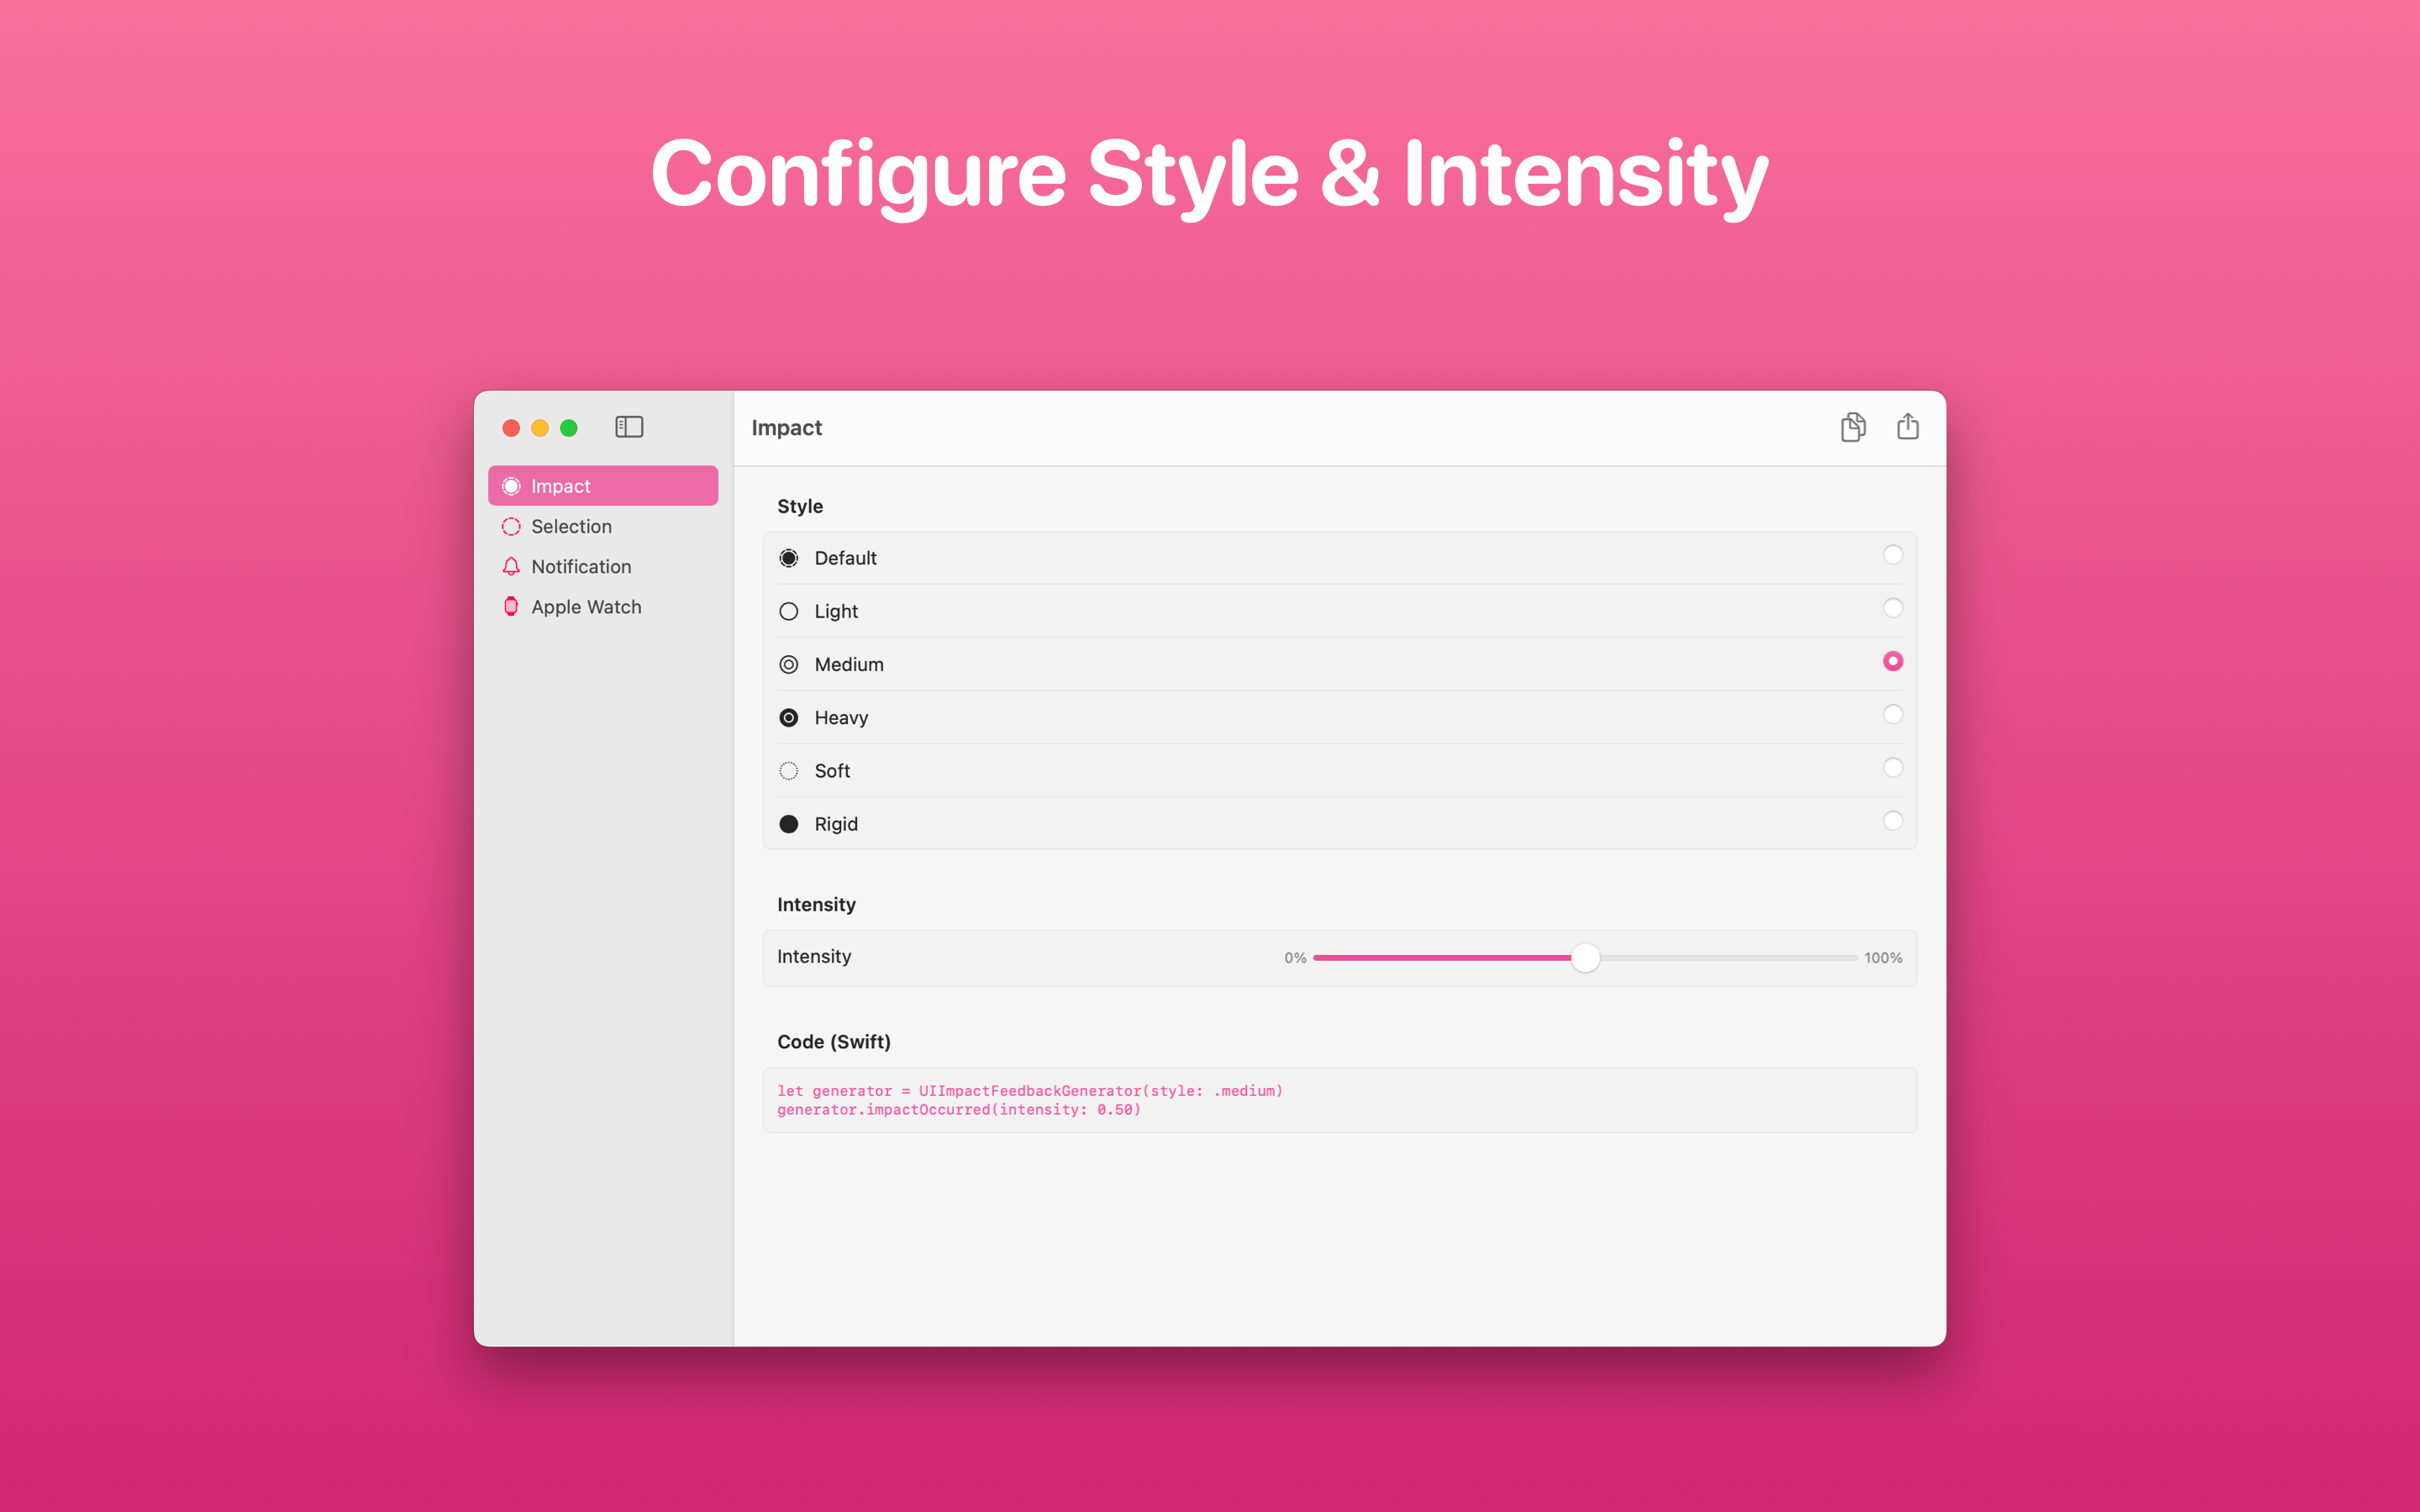 Configure Style & Intensity
Impact
Selection
Notification
Apple Watch
Impact
Style
Default
Light
Medium
Heavy
Soft
Rigid
Intensity
Intensity 0% 100%
Code (Swift)
let generator = UIImpactFeedbackGenerator(style: .medium)
generator.impactOccurred(intensity: 0.50)